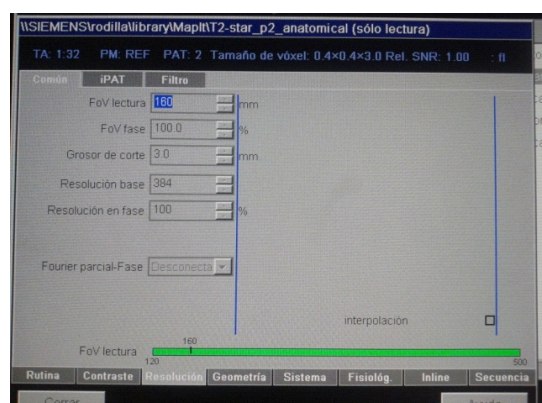 \\SIEMENS\rodilla\library\MapIt\T2-star_p2_anatomical (sólo lectura)
TA: 1:32 PM: REF PAT: 2 Tamaño de vóxel: 0.4×0.4×3.0 Rel. SNR: 1.00 : fl
Común iPAT Filtro
FoV lectura 160 mm
FoV fase 100.0 %
Grosor de corte 3.0 mm
Resolución base 384
Resolución en fase 100 %
Fourier parcial-Fase Desconecta
interpolación
160
FoV lectura
120 500
Rutina Contraste Resolución Geometría Sistema Fisiológ. Inline Secuencia
Cerrar Ayuda